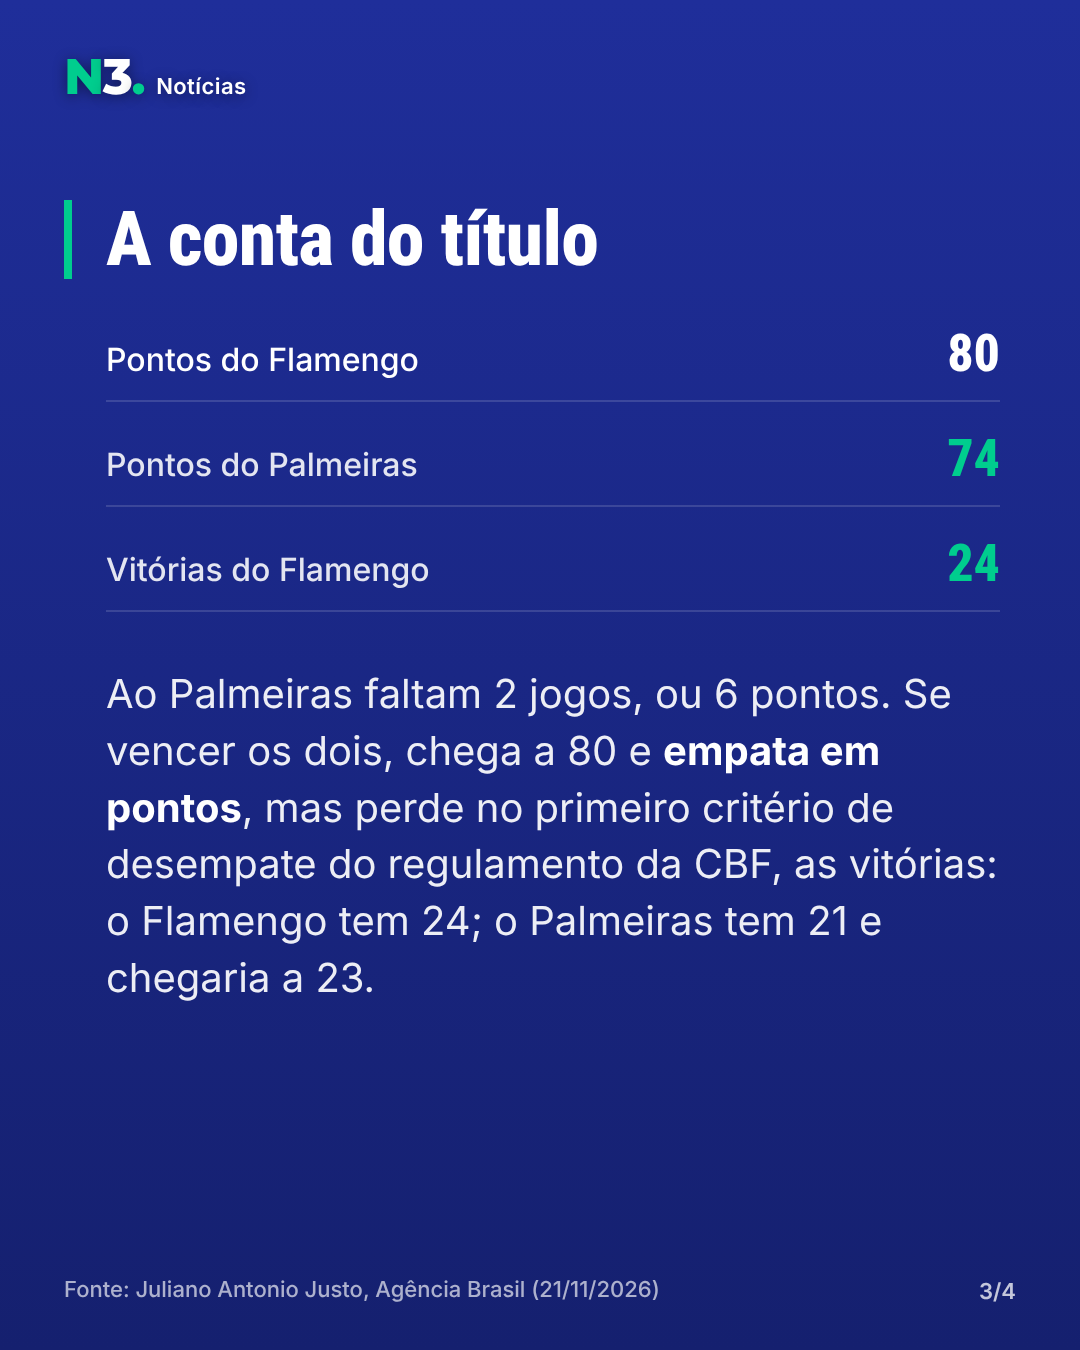 N3. Notícias
A conta do título
Pontos do Flamengo 80
Pontos do Palmeiras 74
Vitórias do Flamengo 24
Ao Palmeiras faltam 2 jogos, ou 6 pontos. Se
vencer os dois, chega a 80 e empata em
pontos, mas perde no primeiro critério de
desempate do regulamento da CBF, as vitórias:
o Flamengo tem 24; o Palmeiras tem 21 e
chegaria a 23.
Fonte: Juliano Antonio Justo, Agência Brasil (21/11/2026) 3/4